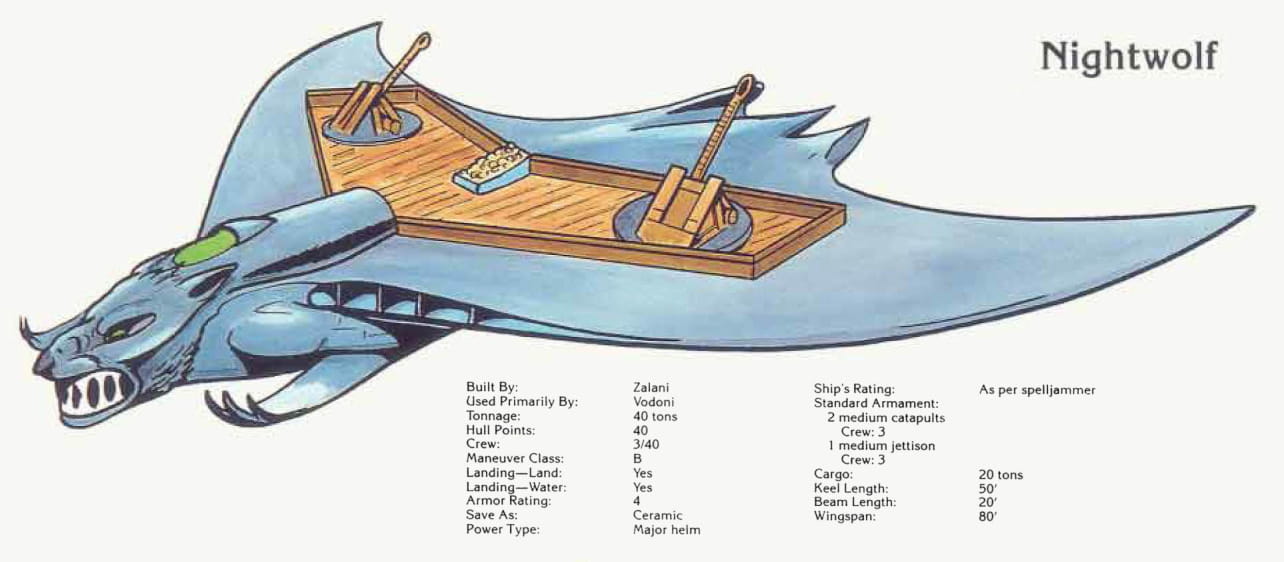 Nightwolf
Built By: Zalani
Used Primarily By: Vodoni
Tonnage: 40 tons
Hull Points: 40
Crew: 3/40
Maneuver Class: B
Landing—Land: Yes
Landing—Water: Yes
Armor Rating: 4
Save As: Ceramic
Power Type: Major helm
Ship's Rating: As per spelljammer
Standard Armament:
2 medium catapults
Crew: 3
1 medium jettison
Crew: 3
Cargo: 20 tons
Keel Length: 50'
Beam Length: 20'
Wingspan: 80'